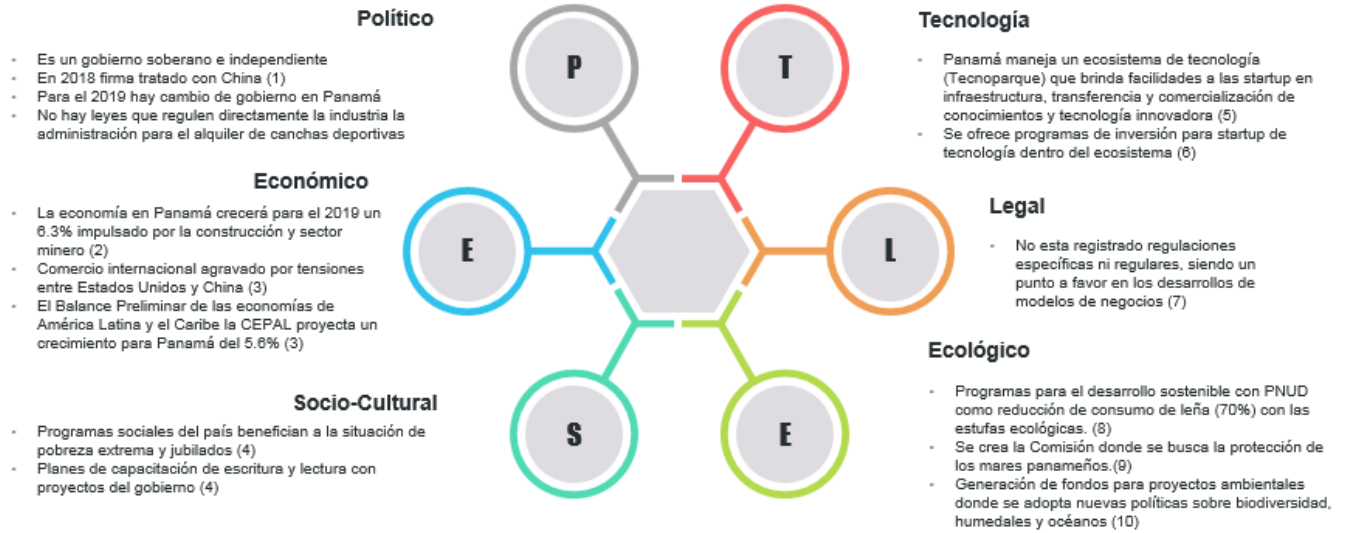 Político
- Es un gobierno soberano e independiente
- En 2018 firma tratado con China (1)
- Para el 2019 hay cambio de gobierno en Panamá
- No hay leyes que regulen directamente la industria la
administración para el alquiler de canchas deportivas
Económico
- La economía en Panamá crecerá para el 2019 un
6.3% impulsado por la construcción y sector
minero (2)
- Comercio internacional agravado por tensiones
entre Estados Unidos y China (3)
- El Balance Preliminar de las economías de
América Latina y el Caribe la CEPAL proyecta un
crecimiento para Panamá del 5.6% (3)
Socio-Cultural
- Programas sociales del país benefician a la situación de
pobreza extrema y jubilados (4)
- Planes de capacitación de escritura y lectura con
proyectos del gobierno (4)
P
T
E
L
S
E
Tecnología
- Panamá maneja un ecosistema de tecnología
(Tecnoparque) que brinda facilidades a las startup en
infraestructura, transferencia y comercialización de
conocimientos y tecnología innovadora (5)
- Se ofrece programas de inversión para startup de
tecnología dentro del ecosistema (6)
Legal
- No esta registrado regulaciones
específicas ni regulares, siendo un
punto a favor en los desarrollos de
modelos de negocios (7)
Ecológico
- Programas para el desarrollo sostenible con PNUD
como reducción de consumo de leña (70%) con las
estufas ecológicas. (8)
- Se crea la Comisión donde se busca la protección de
los mares panameños.(9)
- Generación de fondos para proyectos ambientales
donde se adopta nuevas políticas sobre biodiversidad,
humedales y océanos (10)